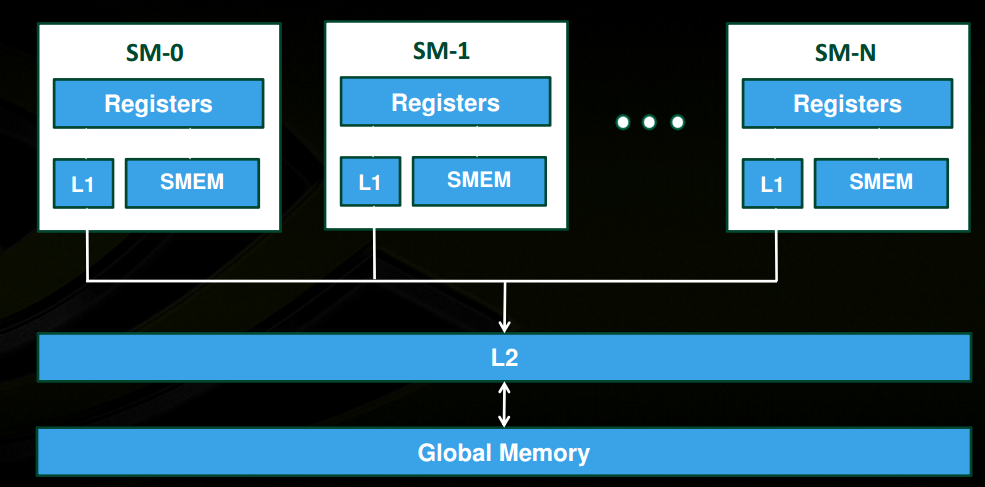 SM-0
Registers
L1
SMEM
SM-1
Registers
L1
SMEM
SM-N
Registers
L1
SMEM
L2
Global Memory